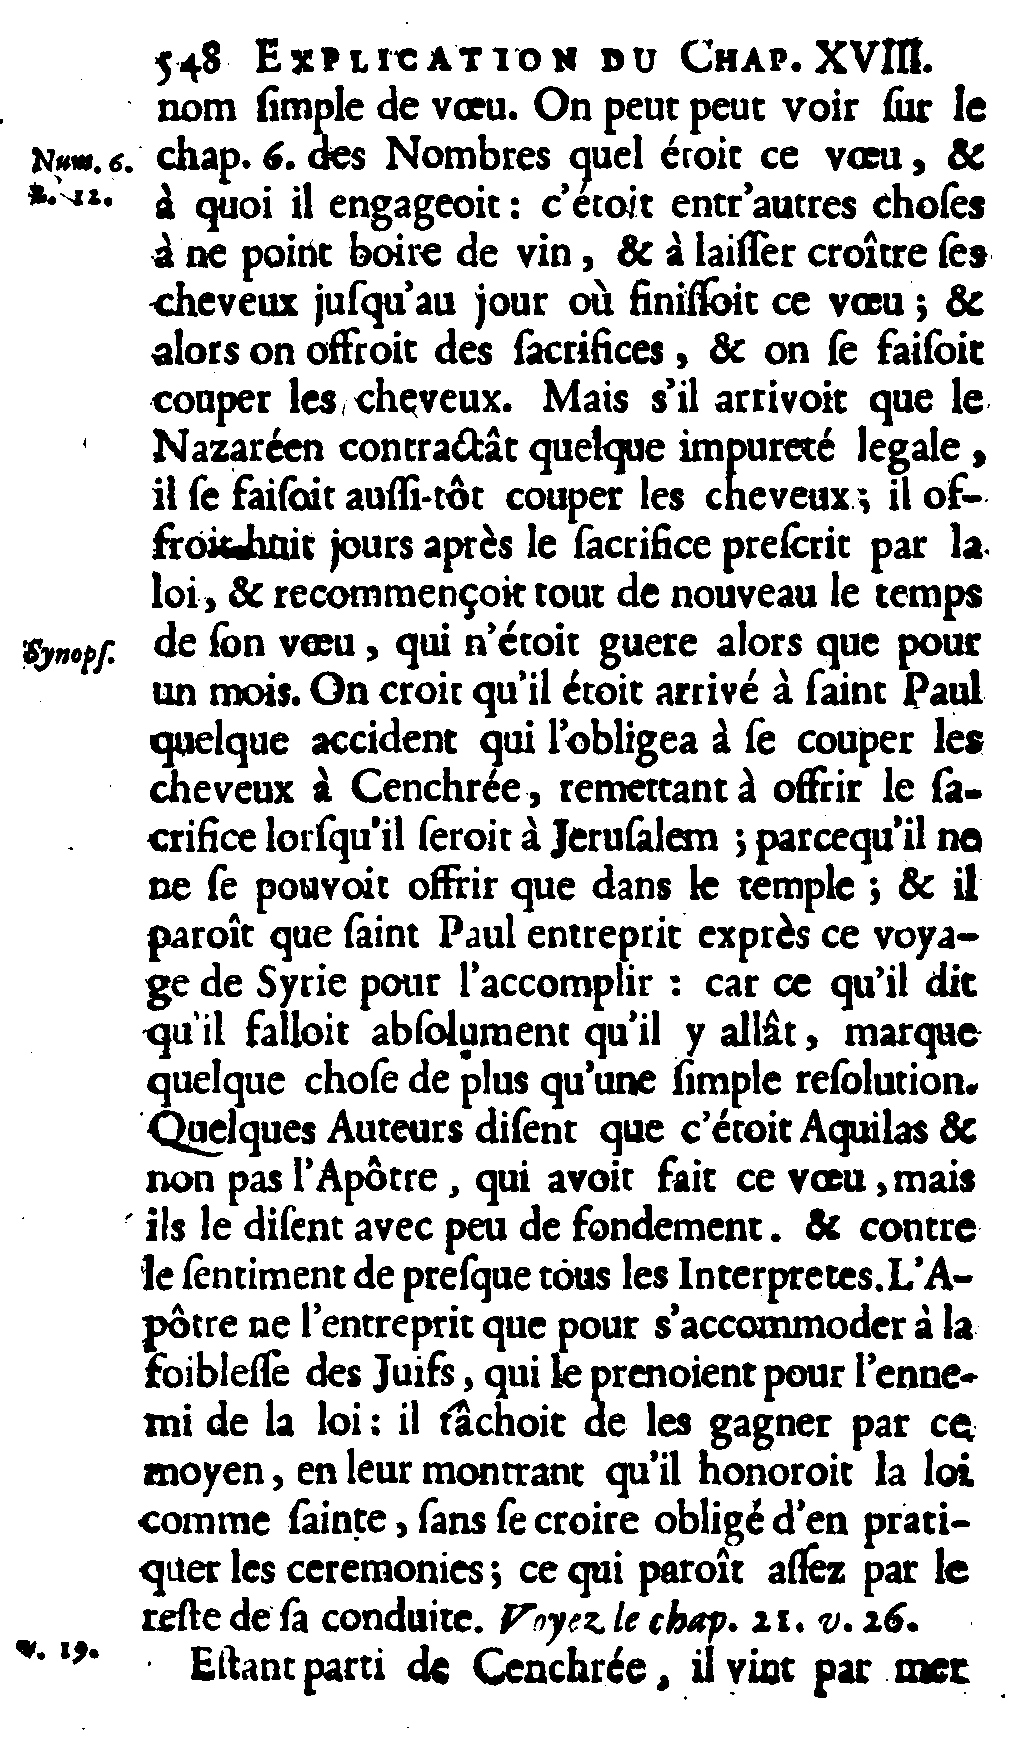 548 EXPLICATION DU CHAP. XVIII.
nom ſimple de vœu. On peut peut voir ſur le
Num. 6. chap. 6. des Nombres quel étoit ce vœu, &
12. à quoi il engageoit : c'étoit entr'autres choſes
à ne point boire de vin, & à laiſſer croître ſes
cheveux juſqu'au jour où finiſſoit ce vœu ; &
alors on offroit des ſacrifices, & on ſe faiſoit
couper les cheveux. Mais s'il arrivoit que le
Nazaréen contractât quelque impureté legale,
il ſe faiſoit auſſi-tôt couper les cheveux ; il of-
froit huit jours après le ſacrifice preſcrit par la
loi, & recommençoit tout de nouveau le temps
Synopſ. de ſon vœu, qui n'étoit guere alors que pour
un mois. On croit qu'il étoit arrivé à ſaint Paul
quelque accident qui l'obligea à ſe couper les
cheveux à Cenchrée, remettant à offrir le ſa-
crifice lorſqu'il ſeroit à Jeruſalem ; parcequ'il ne
ne ſe pouvoit offrir que dans le temple ; & il
paroît que ſaint Paul entreprit exprès ce voya-
ge de Syrie pour l'accomplir : car ce qu'il dit
qu'il falloit abſolument qu'il y allât, marque
quelque choſe de plus qu'une ſimple reſolution.
Quelques Auteurs diſent que c'étoit Aquilas &
non pas l'Apôtre, qui avoit fait ce vœu, mais
ils le diſent avec peu de fondement. & contre
le ſentiment de preſque tous les Interpretes. L'A-
pôtre ne l'entreprit que pour s'accommoder à la
foibleſſe des Juifs, qui le prenoient pour l'enne-
mi de la loi : il tâchoit de les gagner par ce
moyen, en leur montrant qu'il honoroit la loi
comme ſainte, ſans ſe croire obligé d'en prati-
quer les ceremonies ; ce qui paroît aſſez par le
reſte de ſa conduite. Voyez le chap. 21. v. 26.
v. 19. Eſtant parti de Cenchrée, il vint par mer